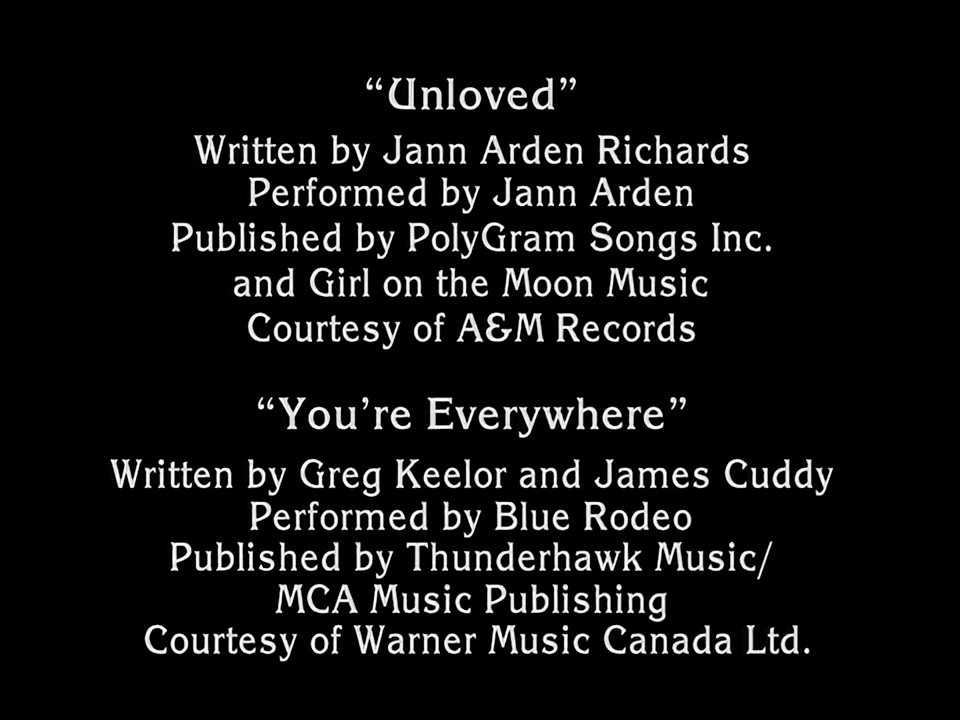 “Unloved”
Written by Jann Arden Richards
Performed by Jann Arden
Published by PolyGram Songs Inc.
and Girl on the Moon Music
Courtesy of A&M Records
“You’re Everywhere”
Written by Greg Keelor and James Cuddy
Performed by Blue Rodeo
Published by Thunderhawk Music/
MCA Music Publishing
Courtesy of Warner Music Canada Ltd.